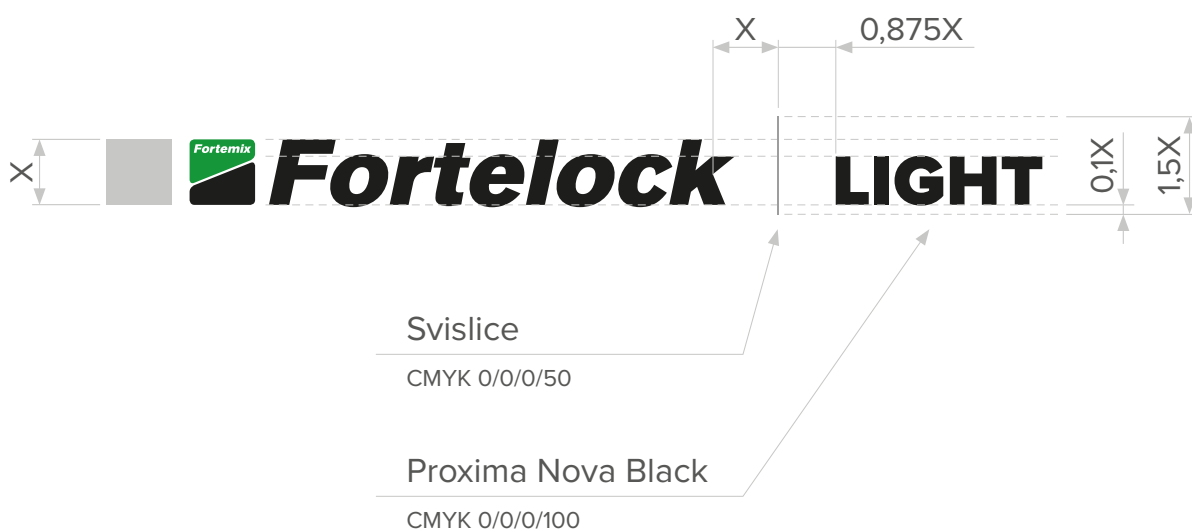 X 0,875X
X
Fortemix
Fortelock LIGHT
0,1X
1,5X
Svislice
CMYK 0/0/0/50
Proxima Nova Black
CMYK 0/0/0/100